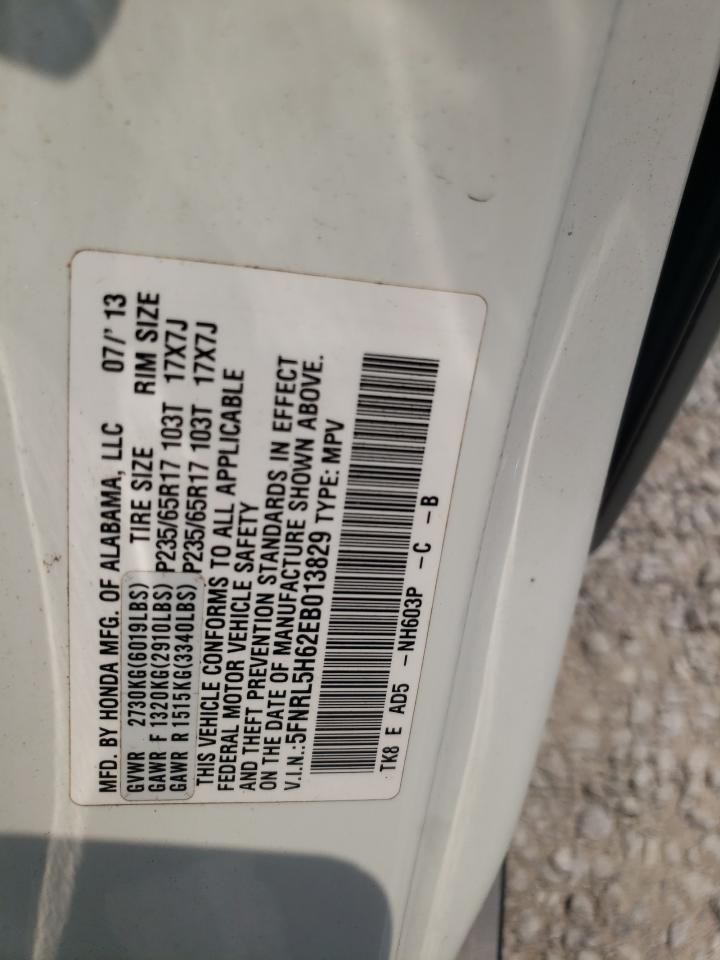 MFD. BY HONDA MFG. OF ALABAMA, LLC 07/' 13
GVWR 2730KG(6019LBS) TIRE SIZE RIM SIZE
GAWR F 1320KG(2910LBS) P235/65R17 103T 17X7J
GAWR R 1515KG(3340LBS) P235/65R17 103T 17X7J
THIS VEHICLE CONFORMS TO ALL APPLICABLE
FEDERAL MOTOR VEHICLE SAFETY
AND THEFT PREVENTION STANDARDS IN EFFECT
ON THE DATE OF MANUFACTURE SHOWN ABOVE.
V.I.N.:5FNRL5H62EB013829 TYPE: MPV
TK8 E AD5 -NH603P -C -B